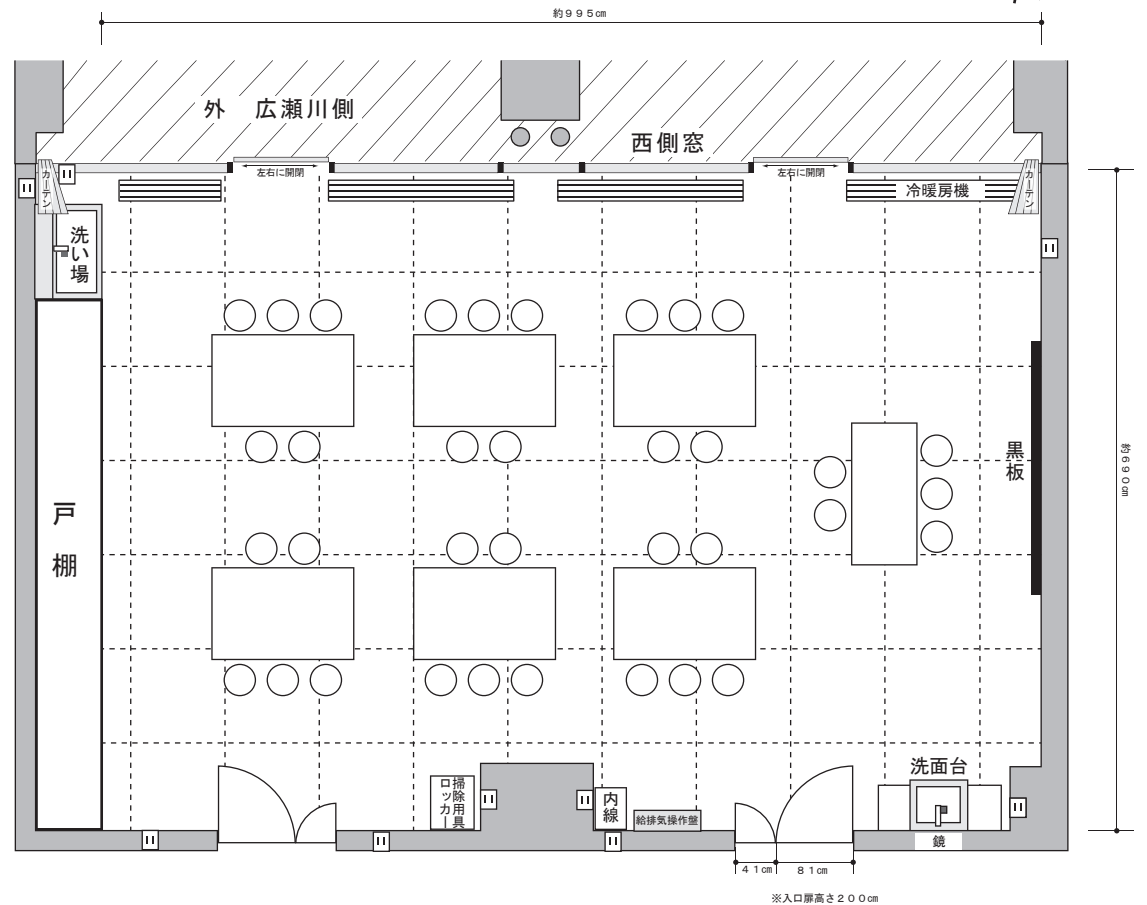 約９９５㎝
外　広瀬川側
西側窓
左右に開閉
左右に開閉
カーテン
カーテン
冷暖房機
洗い場
約６９０㎝
黒板
戸棚
洗面台
掃除用具
ロッカー
内線
給排気操作盤
鏡
４１㎝
８１㎝
※入口扉高さ２００㎝